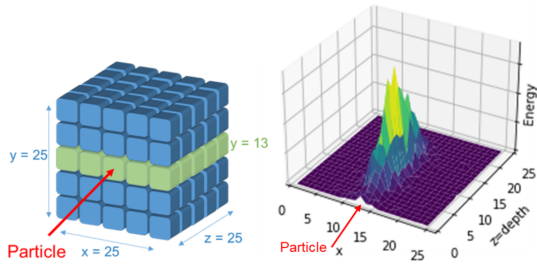 y = 25
y = 13
Particle
x = 25
z = 25
Energy
0
5
10
15
20
25
x
0
5
10
15
20
25
z=depth
Particle